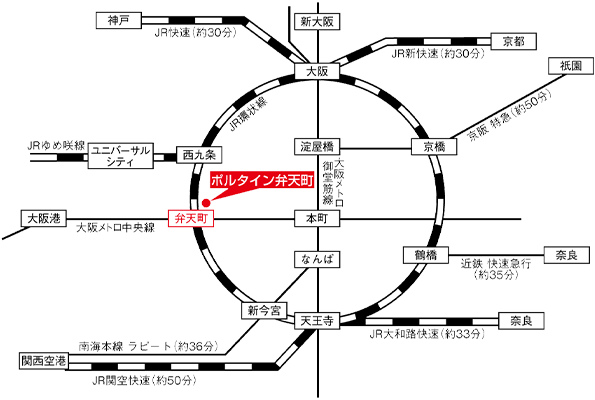 神戸
新大阪
JR快速（約30分）
京都
JR新快速（約30分）
大阪
祇園
JR環状線
京阪 特急（約50分）
JRゆめ咲線
ユニバーサル
シティ
西九条
淀屋橋
京橋
大阪メトロ
御堂筋線
ポルタイン弁天町
大阪港
大阪メトロ中央線
弁天町
本町
なんば
鶴橋
近鉄 快速急行
（約35分）
奈良
新今宮
天王寺
奈良
JR大和路快速（約33分）
南海本線 ラピート（約36分）
関西空港
JR関空快速（約50分）